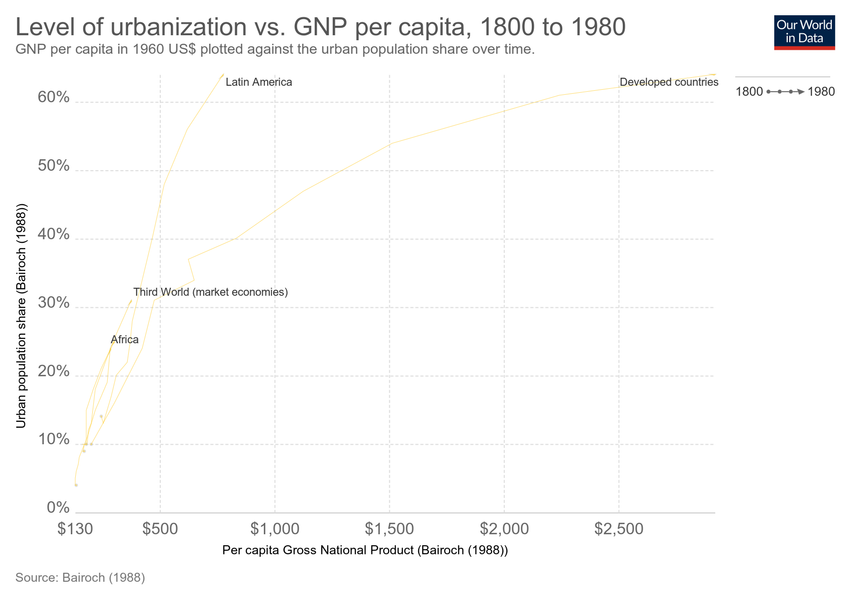 Level of urbanization vs. GNP per capita, 1800 to 1980
GNP per capita in 1960 US$ plotted against the urban population share over time.
Our World
in Data
Latin America
Developed countries
1800
1980
60%
50%
40%
30%
20%
10%
0%
Third World (market economies)
Africa
Urban population share (Bairoch (1988))
$130
$500
$1,000
$1,500
$2,000
$2,500
Per capita Gross National Product (Bairoch (1988))
Source: Bairoch (1988)